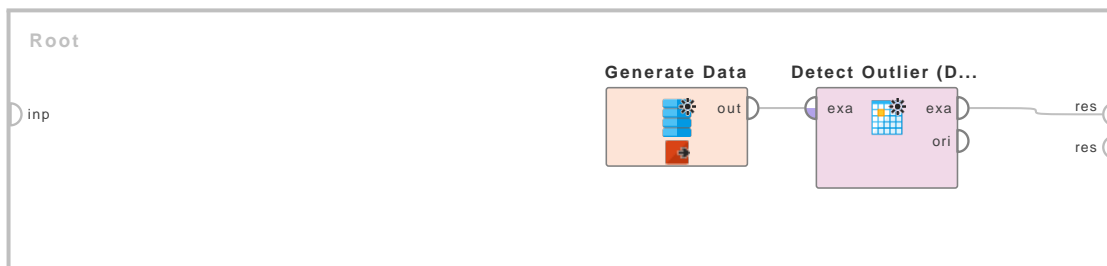 Root
Generate Data Detect Outlier (D...
inp out exa exa res
ori res